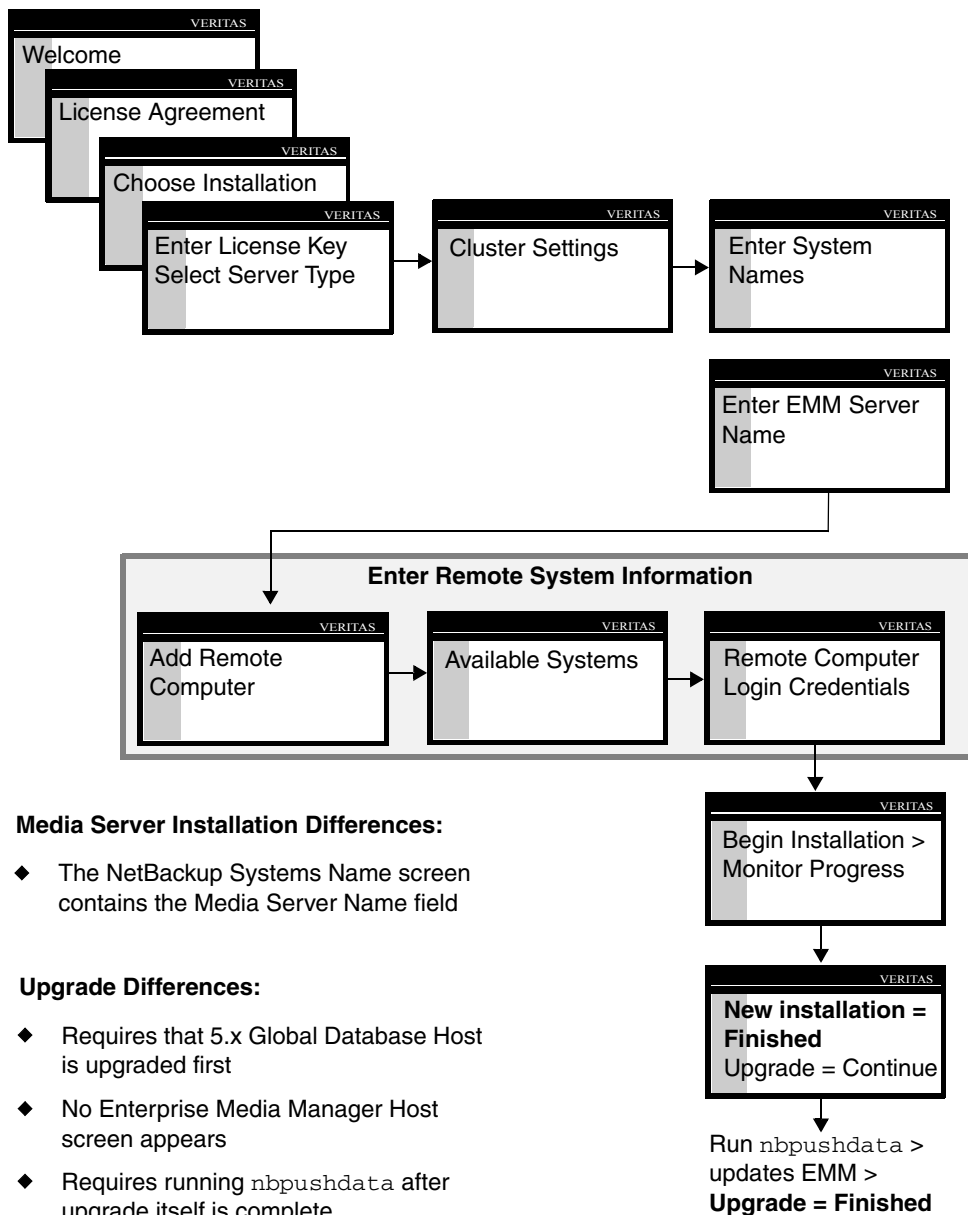 VERITAS
Welcome
VERITAS
License Agreement
VERITAS
Choose Installation
VERITAS
Enter License Key
Select Server Type
VERITAS
Cluster Settings
VERITAS
Enter System
Names
VERITAS
Enter EMM Server
Name
Enter Remote System Information
VERITAS
Add Remote
Computer
VERITAS
Available Systems
VERITAS
Remote Computer
Login Credentials
VERITAS
Begin Installation >
Monitor Progress
VERITAS
New installation =
Finished
Upgrade = Continue
Run nbpushdata >
updates EMM >
Upgrade = Finished
Media Server Installation Differences:
◆ The NetBackup Systems Name screen
contains the Media Server Name field
Upgrade Differences:
◆ Requires that 5.x Global Database Host
is upgraded first
◆ No Enterprise Media Manager Host
screen appears
◆ Requires running nbpushdata after
upgrade itself is complete